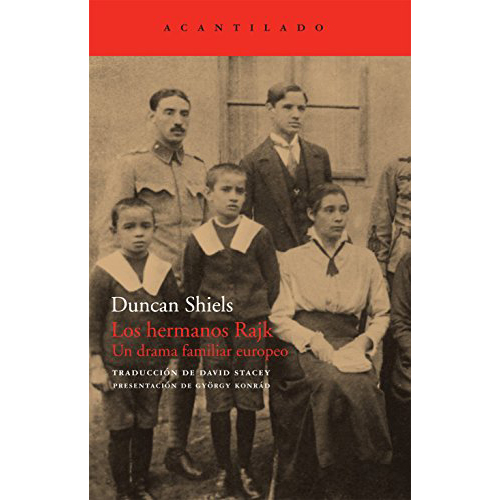 ACANTILADO
Duncan Shiels
Los hermanos Rajk
Un drama familiar europeo
TRADUCCIÓN DE DAVID STACEY
PRESENTACIÓN DE GYÖRGY KONRÁD